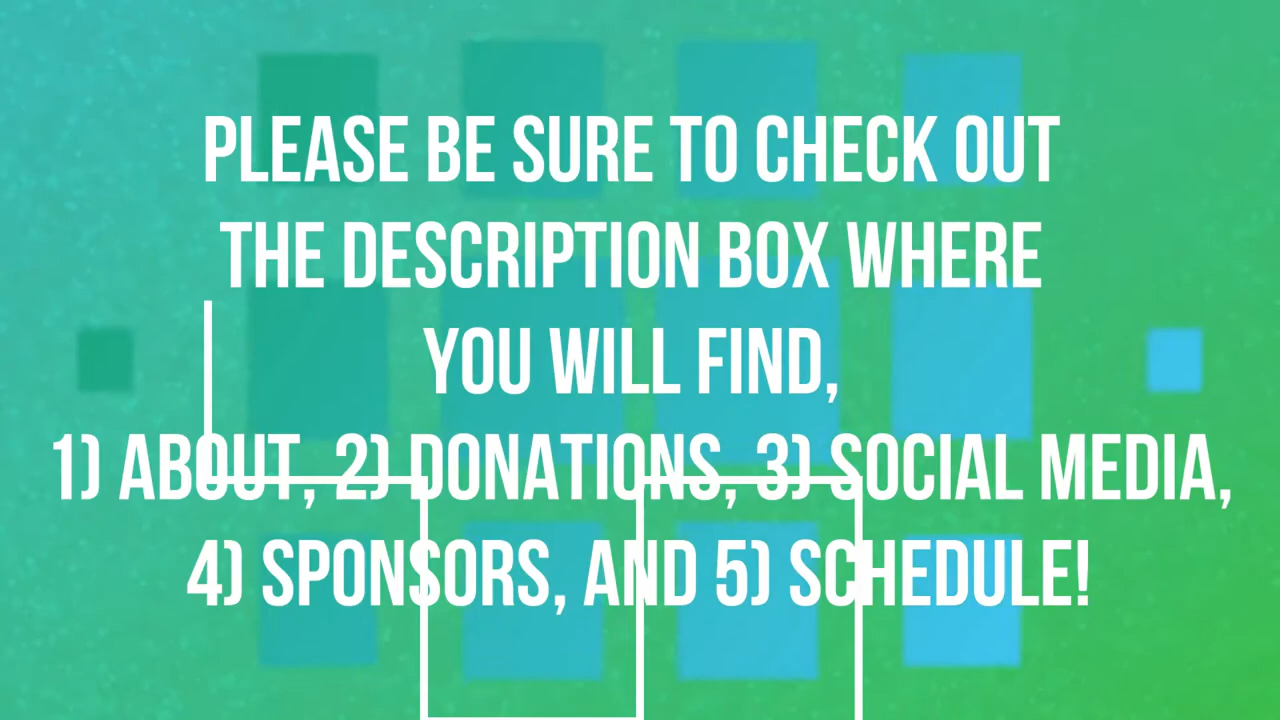 PLEASE BE SURE TO CHECK OUT
THE DESCRIPTION BOX WHERE
YOU WILL FIND,
1) ABOUT, 2) DONATIONS, 3) SOCIAL MEDIA,
4) SPONSORS, AND 5) SCHEDULE!